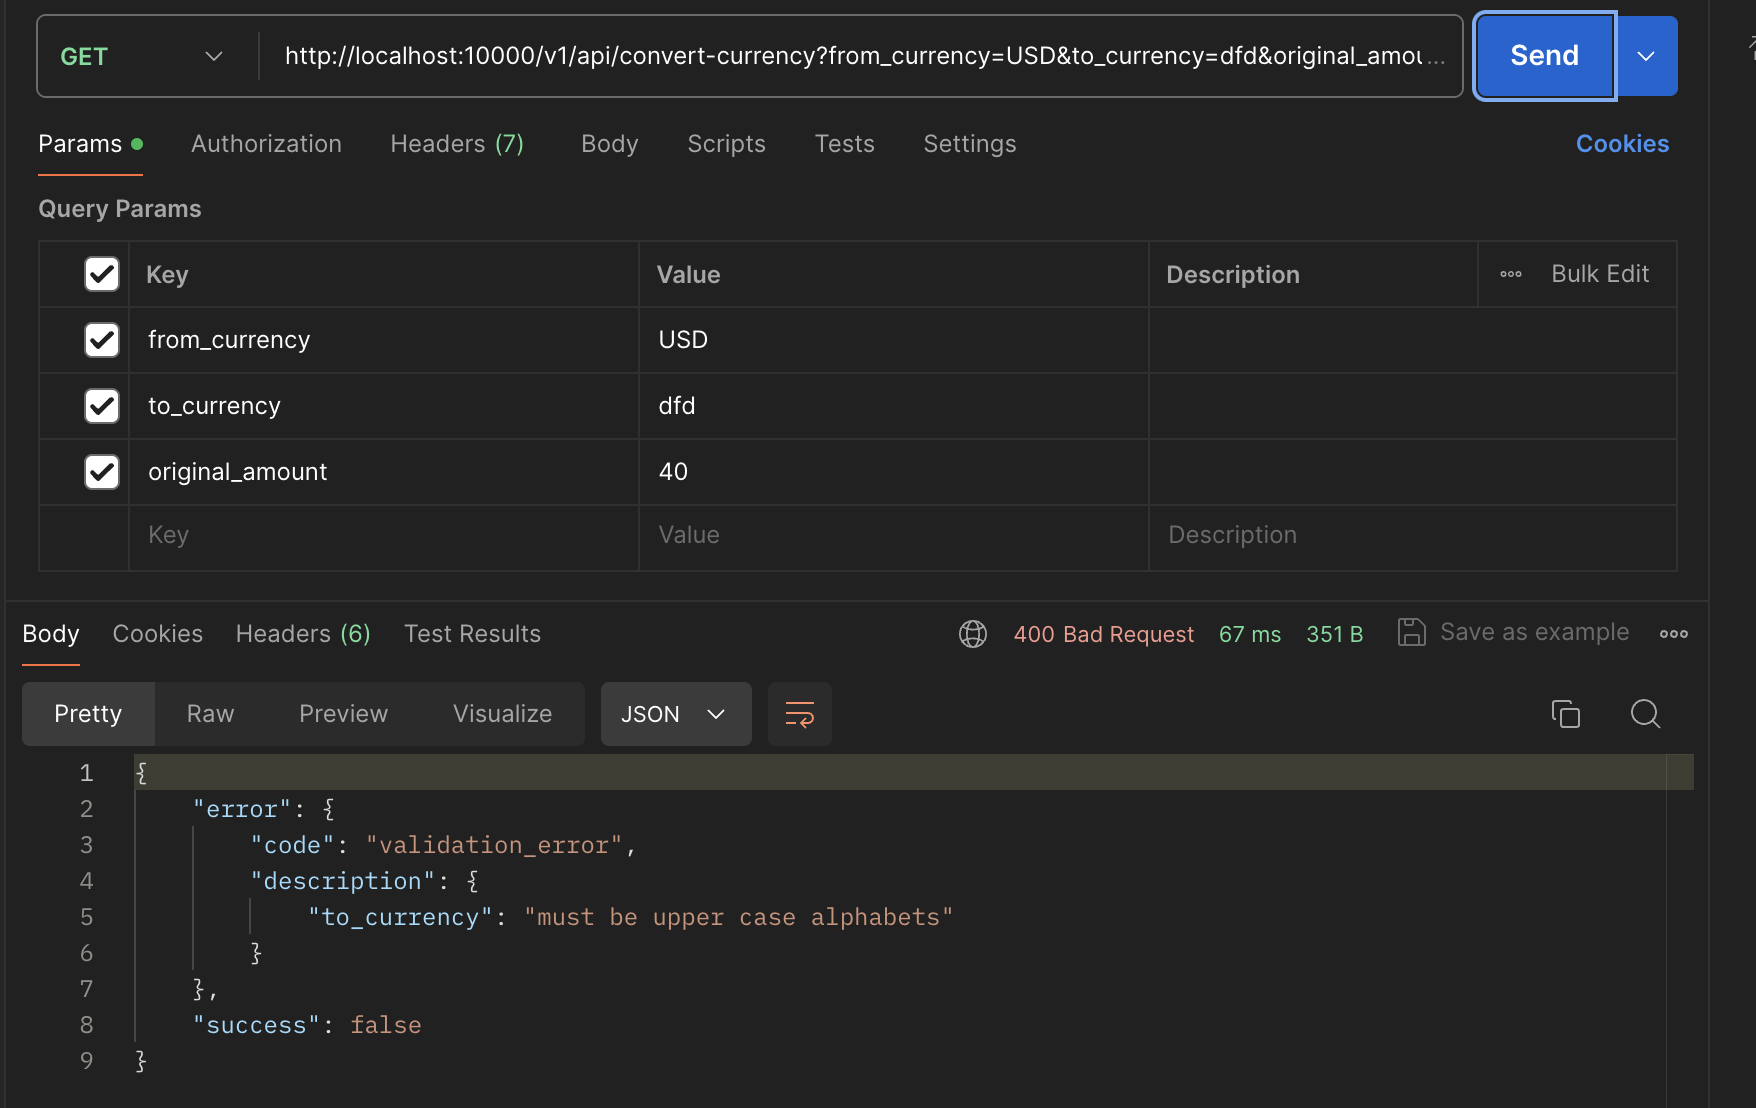 GET http://localhost:10000/v1/api/convert-currency?from_currency=USD&to_currency=dfd&original_amou... Send
Params Authorization Headers (7) Body Scripts Tests Settings Cookies
Query Params
Key Value Description Bulk Edit
from_currency USD
to_currency dfd
original_amount 40
Key Value Description
Body Cookies Headers (6) Test Results 400 Bad Request 67 ms 351 B Save as example
Pretty Raw Preview Visualize JSON
1 {
2 "error": {
3 "code": "validation_error",
4 "description": {
5 "to_currency": "must be upper case alphabets"
6 }
7 },
8 "success": false
9 }